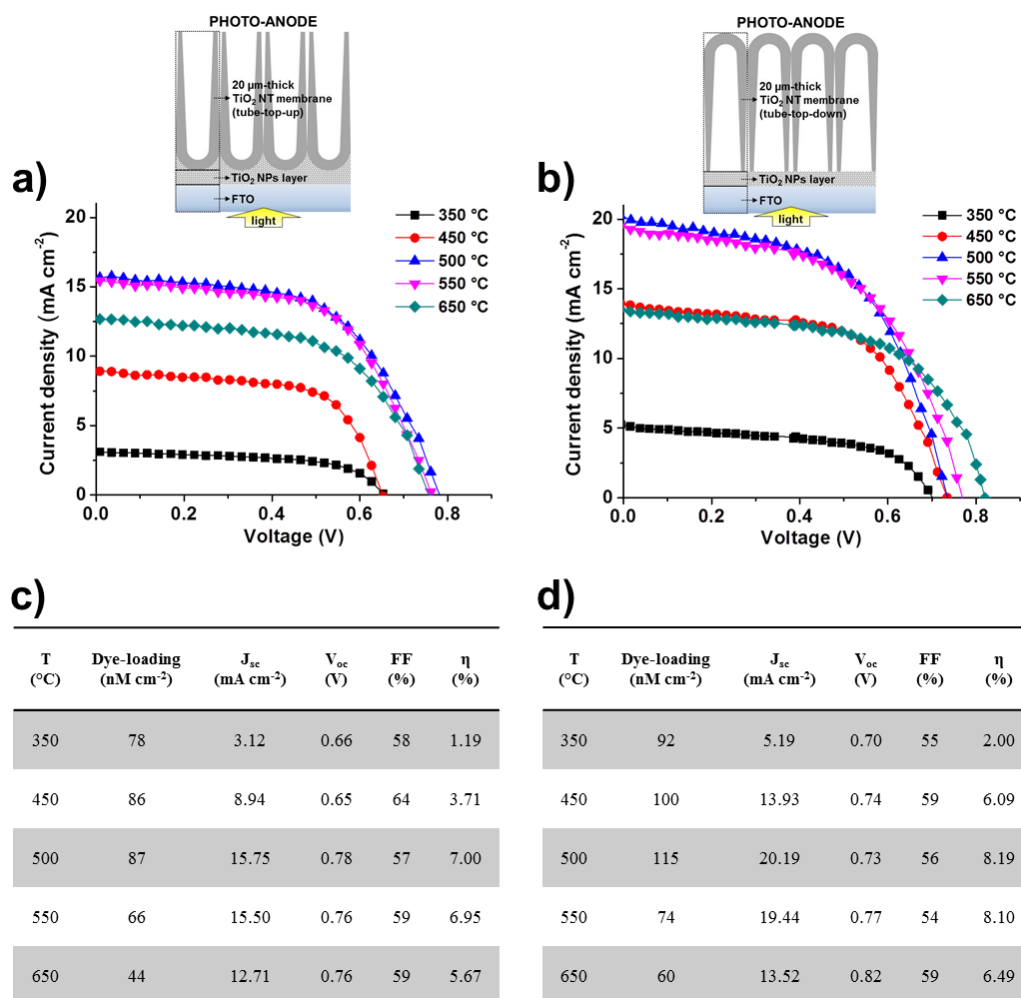 PHOTO-ANODE
20 µm-thick
TiO₂ NT membrane
(tube-top-up)
TiO₂ NPs layer
FTO
light
a)
350 °C
450 °C
500 °C
550 °C
650 °C
20
15
10
5
0
0.0 0.2 0.4 0.6 0.8
Current density (mA cm⁻²)
Voltage (V)
PHOTO-ANODE
20 µm-thick
TiO₂ NT membrane
(tube-top-down)
TiO₂ NPs layer
FTO
light
b)
350 °C
450 °C
500 °C
550 °C
650 °C
20
15
10
5
0
0.0 0.2 0.4 0.6 0.8
Current density (mA cm⁻²)
Voltage (V)
c)
T Dye-loading Jsc Voc FF η
(°C) (nM cm⁻²) (mA cm⁻²) (V) (%) (%)
350 78 3.12 0.66 58 1.19
450 86 8.94 0.65 64 3.71
500 87 15.75 0.78 57 7.00
550 66 15.50 0.76 59 6.95
650 44 12.71 0.76 59 5.67
d)
T Dye-loading Jsc Voc FF η
(°C) (nM cm⁻²) (mA cm⁻²) (V) (%) (%)
350 92 5.19 0.70 55 2.00
450 100 13.93 0.74 59 6.09
500 115 20.19 0.73 56 8.19
550 74 19.44 0.77 54 8.10
650 60 13.52 0.82 59 6.49